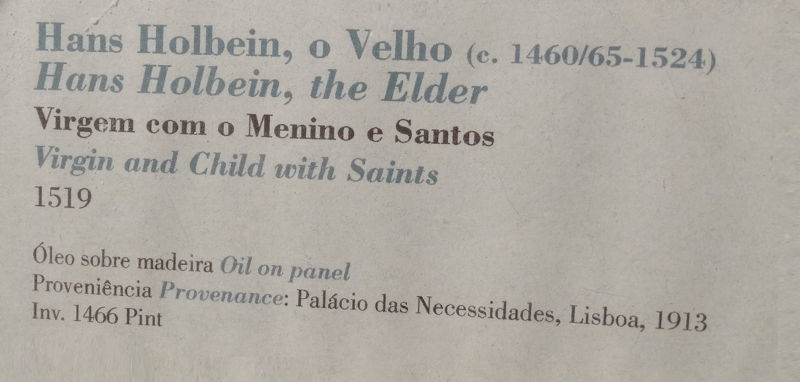 Hans Holbein, o Velho (c. 1460/65-1524)
Hans Holbein, the Elder
Virgem com o Menino e Santos
Virgin and Child with Saints
1519
Óleo sobre madeira Oil on panel
Proveniência Provenance: Palácio das Necessidades, Lisboa, 1913
Inv. 1466 Pint